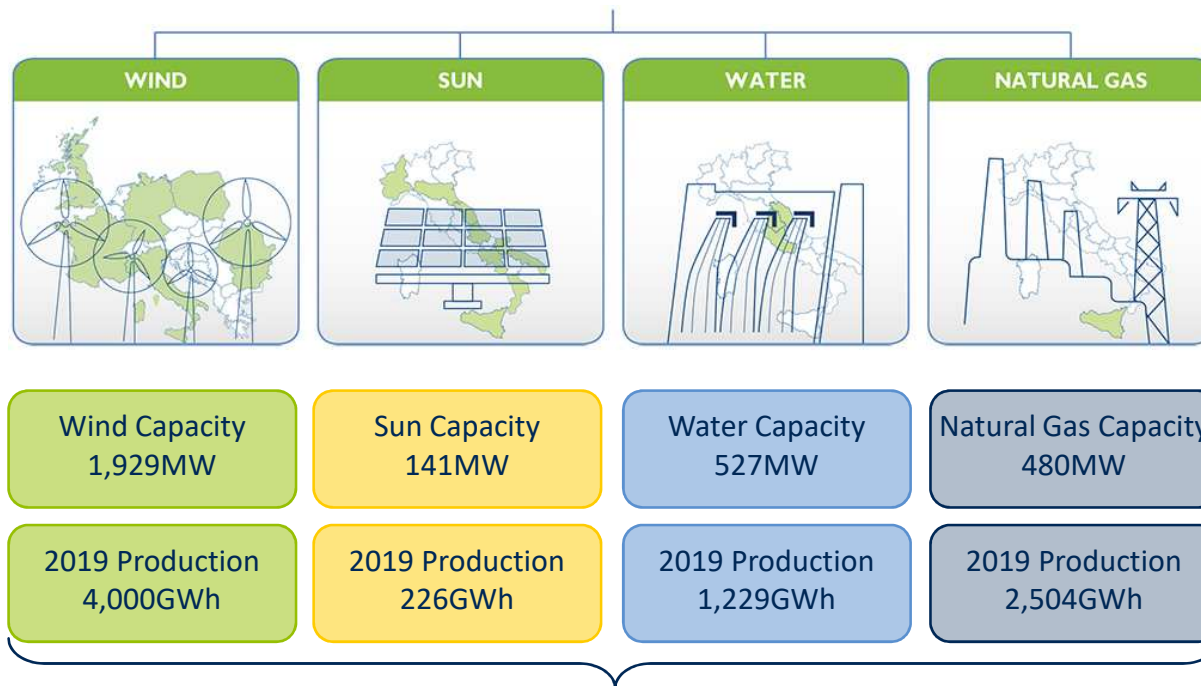 WIND
SUN
WATER
NATURAL GAS
Wind Capacity
1,929MW
Sun Capacity
141MW
Water Capacity
527MW
Natural Gas Capacity
480MW
2019 Production
4,000GWh
2019 Production
226GWh
2019 Production
1,229GWh
2019 Production
2,504GWh